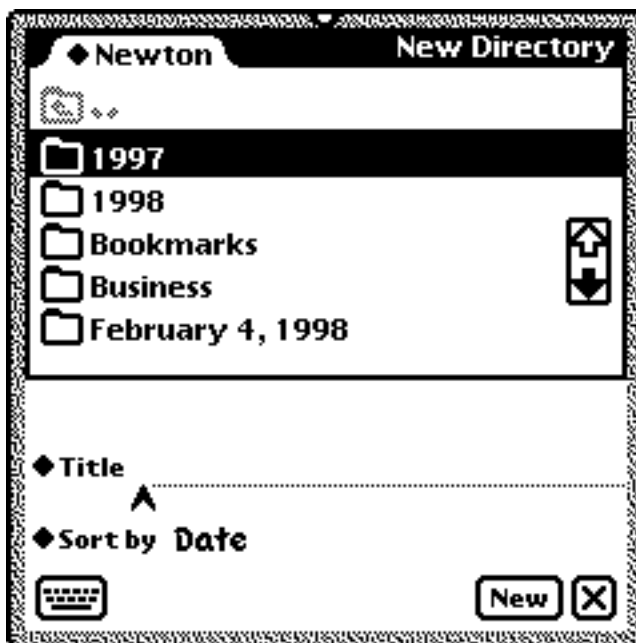 ◆Newton New Directory
..
1997
1998
Bookmarks
Business
February 4, 1998
◆Title
◆Sort by Date
New